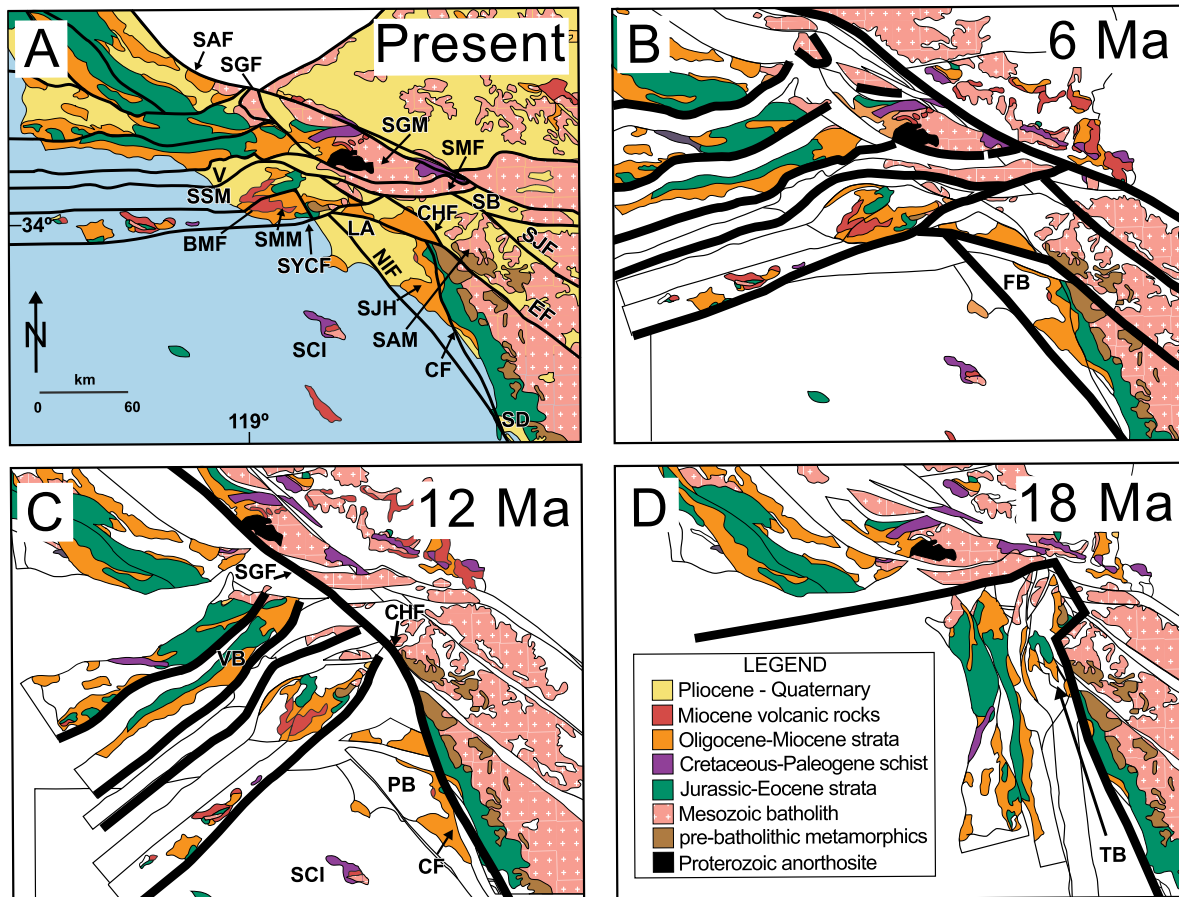 A
Present
SAF
SGF
SGM
SMF
V
SSM
SB
34º
CHF
LA
SJF
BMF
SMM
SYCF
NIF
EF
SJH
SAM
N
SCI
CF
km
0 60
119º
SD
B
6 Ma
FB
C
12 Ma
SGF
CHF
VB
PB
SCI
CF
D
18 Ma
LEGEND
Pliocene - Quaternary
Miocene volcanic rocks
Oligocene-Miocene strata
Cretaceous-Paleogene schist
Jurassic-Eocene strata
Mesozoic batholith
pre-batholithic metamorphics
Proterozoic anorthosite
TB